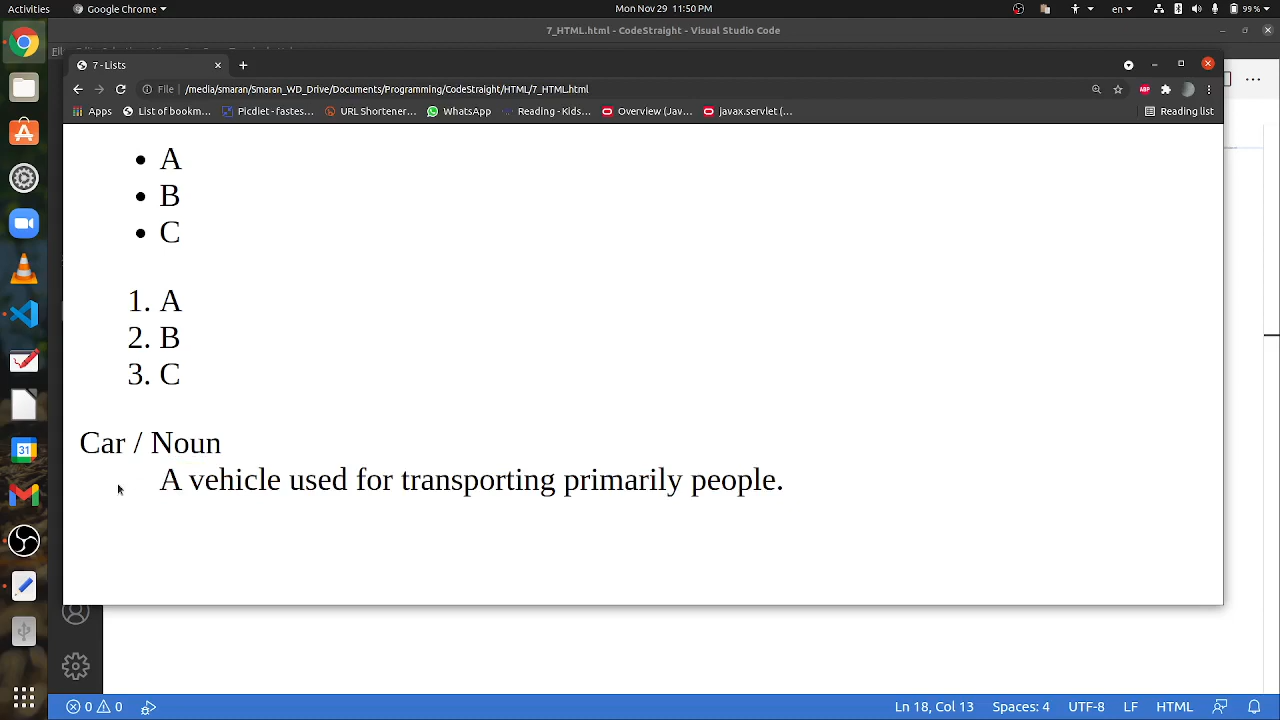 Activities Google Chrome Mon Nov 29 11:50 PM en 99%
7_HTML.html - CodeStraight - Visual Studio Code
7 - Lists
File /media/smaran/Smaran_WD_Drive/Documents/Programming/CodeStraight/HTML/7_HTML.html
Apps List of bookm... Picdiet - fastes... URL Shortener... WhatsApp Reading - Kids... Overview (Jav... javax.servlet (... Reading list
• A
• B
• C
1. A
2. B
3. C
Car / Noun
A vehicle used for transporting primarily people.
31
0 0 Ln 18, Col 13 Spaces: 4 UTF-8 LF HTML